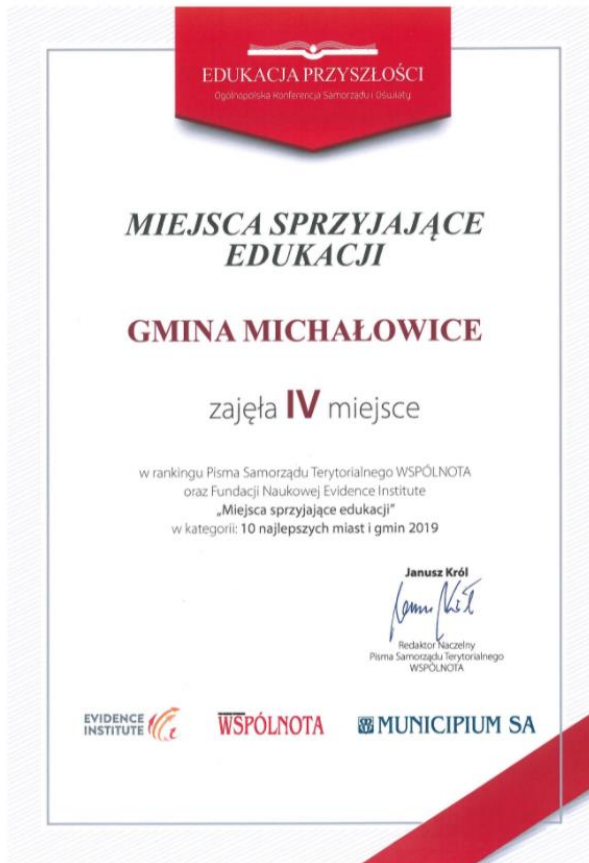 EDUKACJA PRZYSZŁOŚCI
Ogólnopolska Konferencja Samorządu i Oświaty
MIEJSCA SPRZYJAJĄCE
EDUKACJI
GMINA MICHAŁOWICE
zajęła IV miejsce
w rankingu Pisma Samorządu Terytorialnego WSPÓLNOTA
oraz Fundacji Naukowej Evidence Institute
„Miejsca sprzyjające edukacji”
w kategorii: 10 najlepszych miast i gmin 2019
Janusz Król
Redaktor Naczelny
Pisma Samorządu Terytorialnego
WSPÓLNOTA
EVIDENCE
INSTITUTE
WSPÓLNOTA
MUNICIPIUM SA